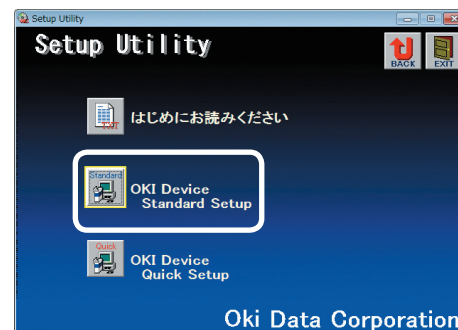 Setup Utility
Setup Utility
BACK
EXIT
TXT
はじめにお読みください
Standard
OKI Device
Standard Setup
Quick
OKI Device
Quick Setup
Oki Data Corporation